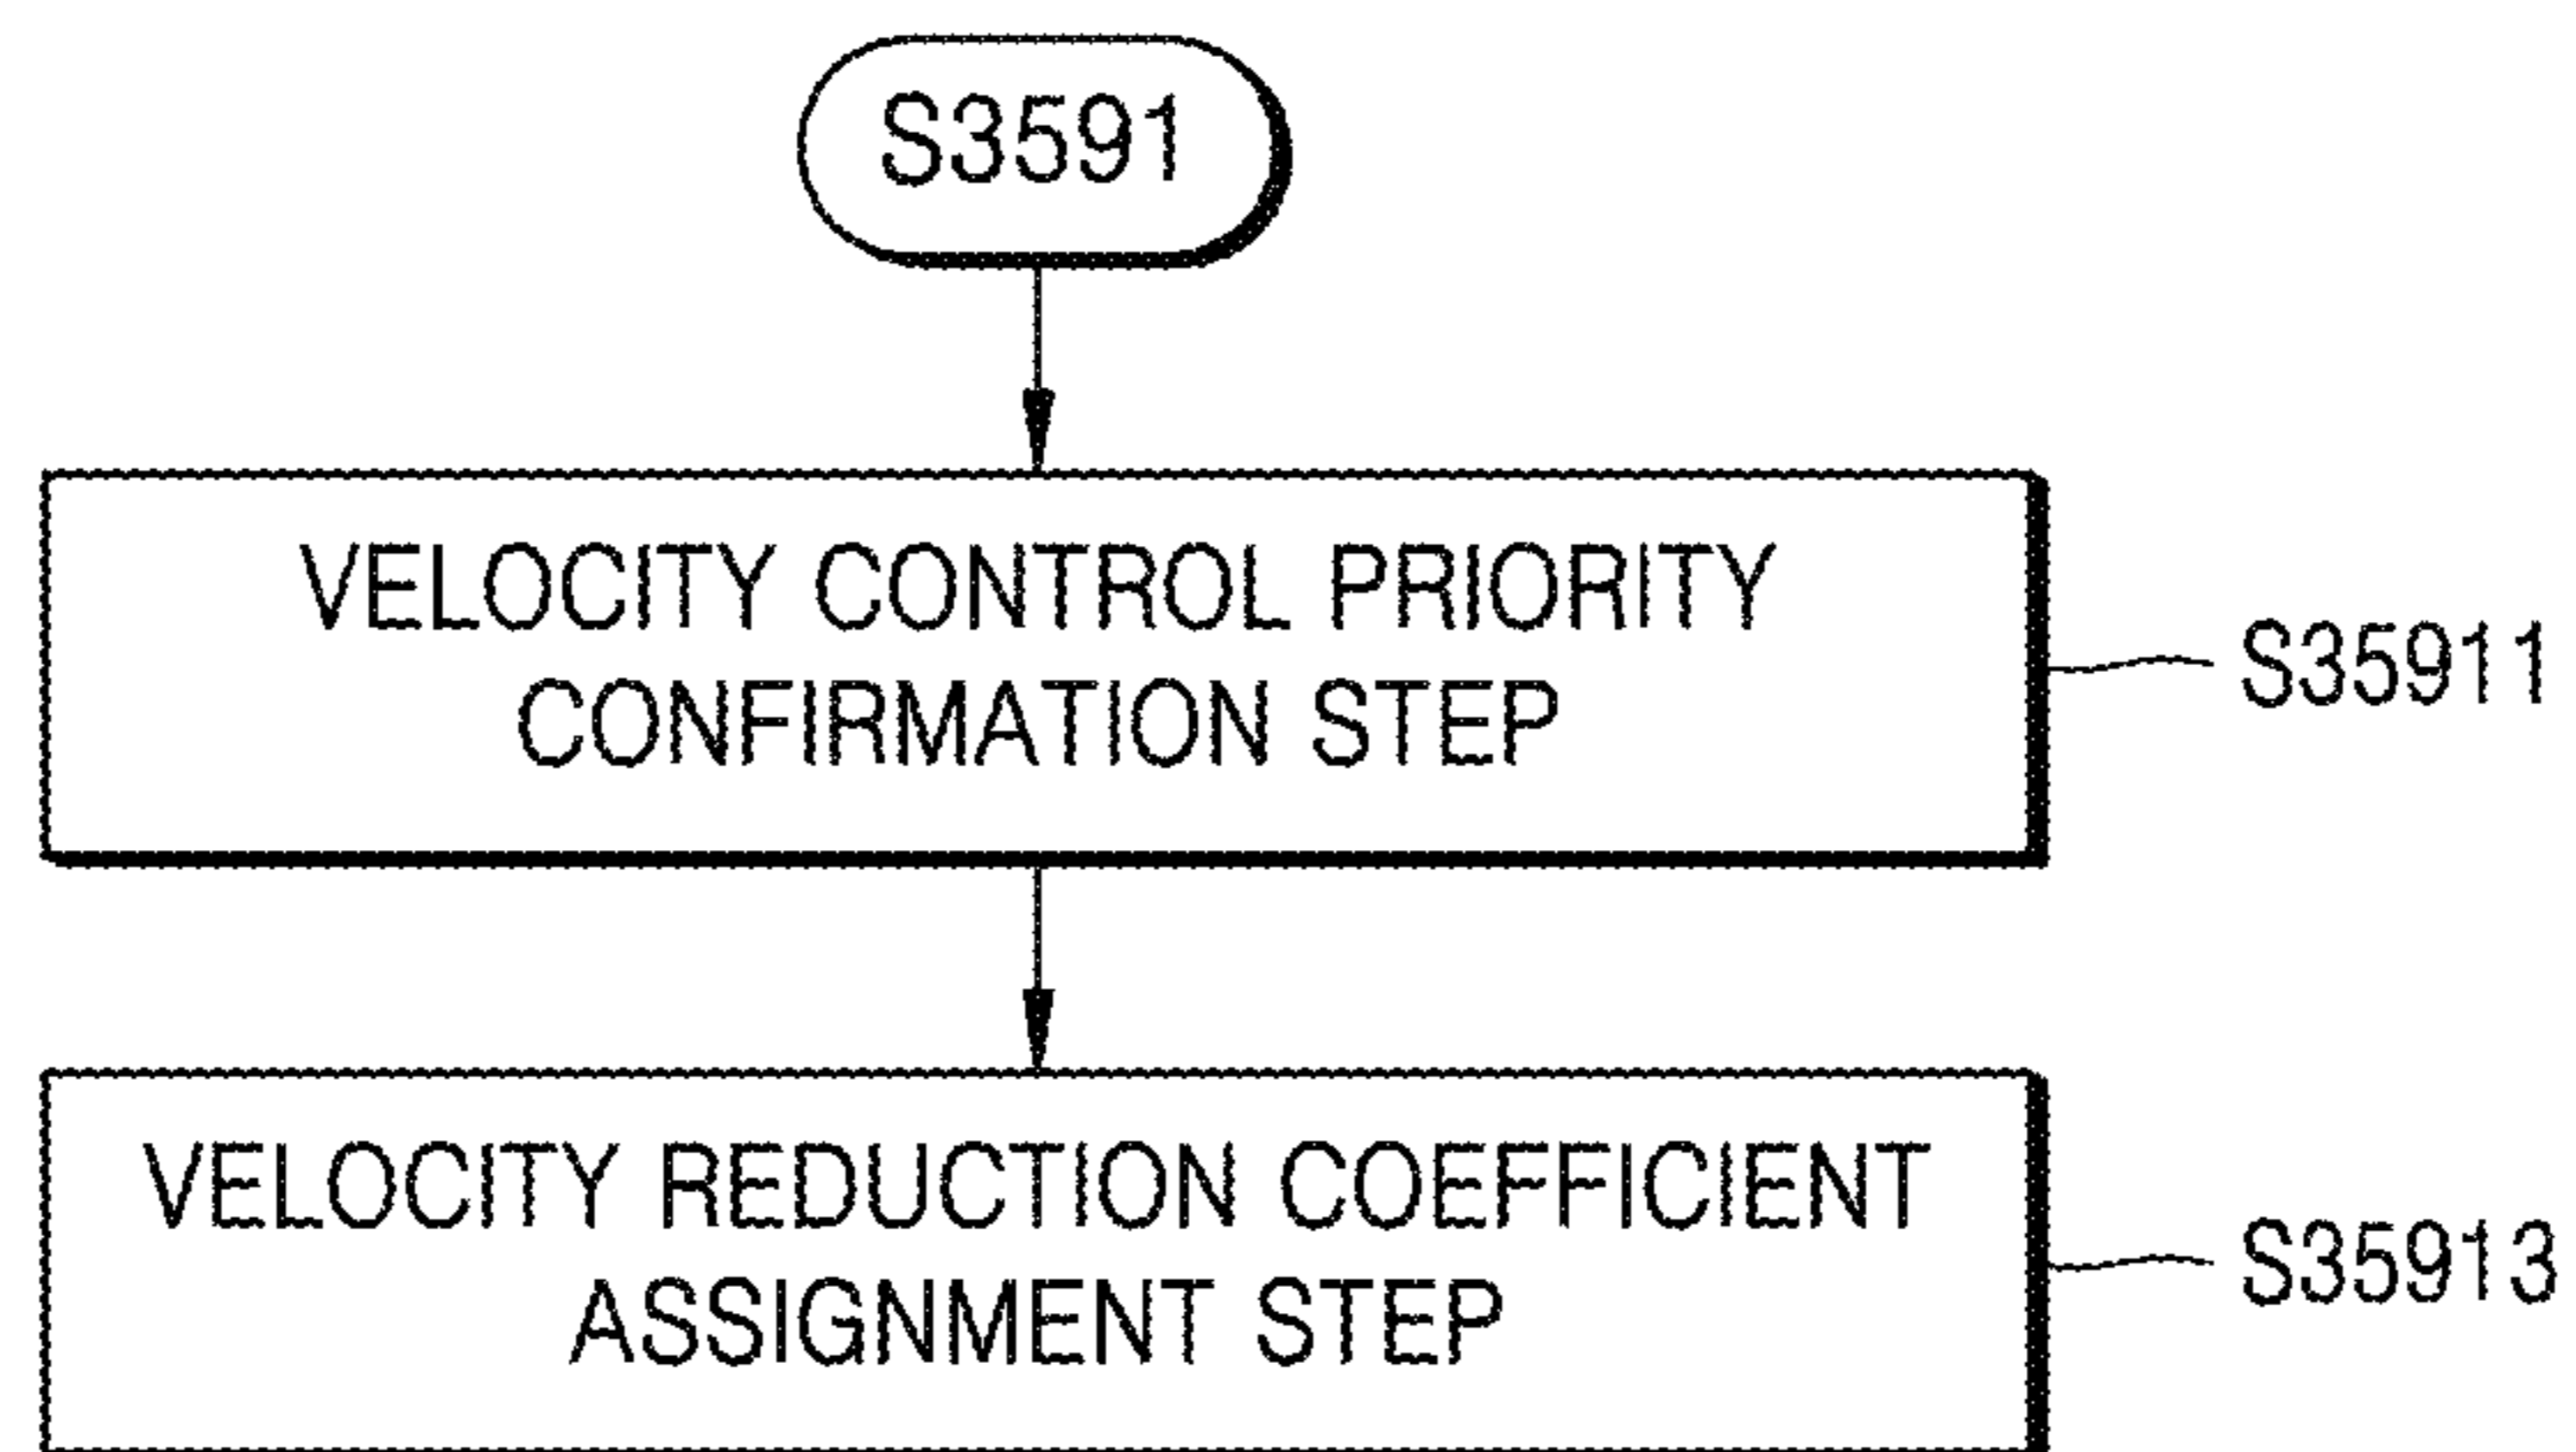 S3591
VELOCITY CONTROL PRIORITY
CONFIRMATION STEP
S35911
VELOCITY REDUCTION COEFFICIENT
ASSIGNMENT STEP
S35913